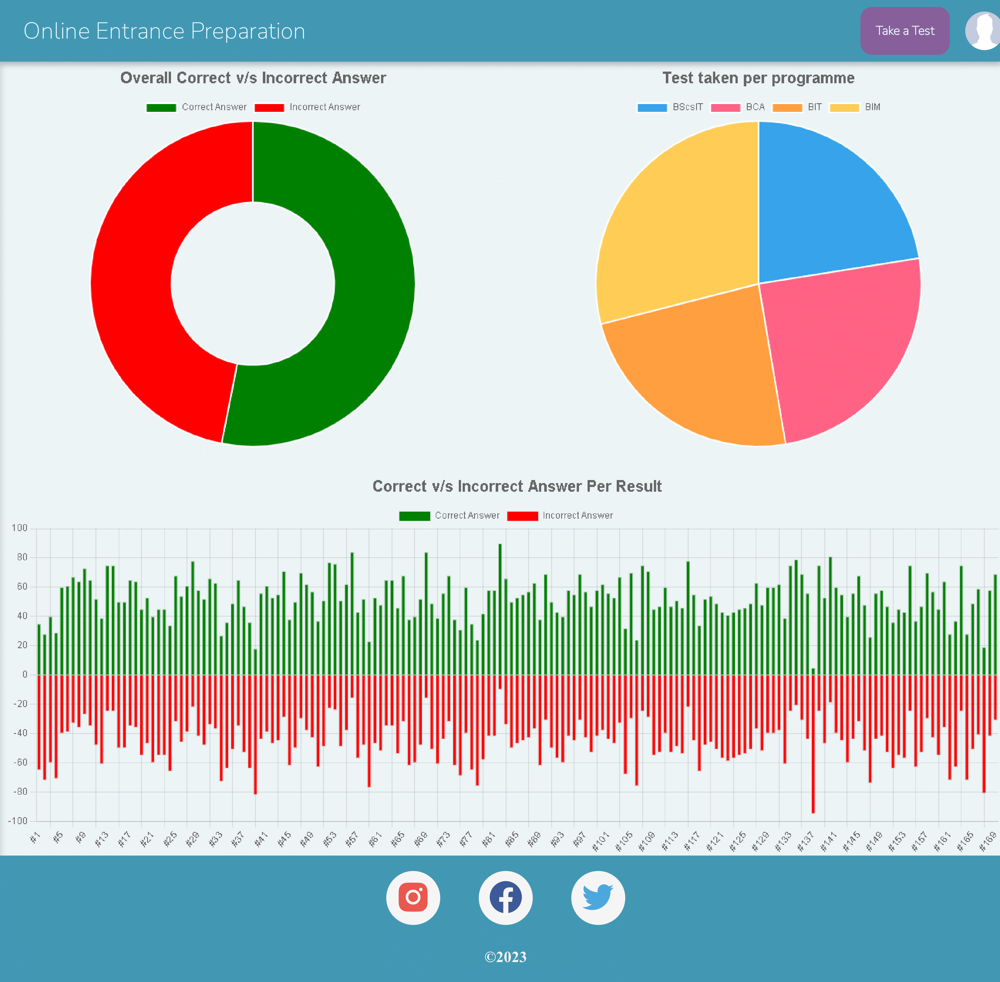 Online Entrance Preparation
Take a Test
Overall Correct v/s Incorrect Answer
Correct Answer Incorrect Answer
Test taken per programme
BScsIT BCA BIT BIM
Correct v/s Incorrect Answer Per Result
Correct Answer Incorrect Answer
100
80
60
40
20
0
-20
-40
-60
-80
-100
#1 #5 #9 #13 #17 #21 #25 #29 #33 #37 #41 #45 #49 #53 #57 #61 #65 #69 #73 #77 #81 #85 #89 #93 #97 #101 #105 #109 #113 #117 #121 #125 #129 #133 #137 #141 #145 #149 #153 #157 #161 #165 #169
©2023